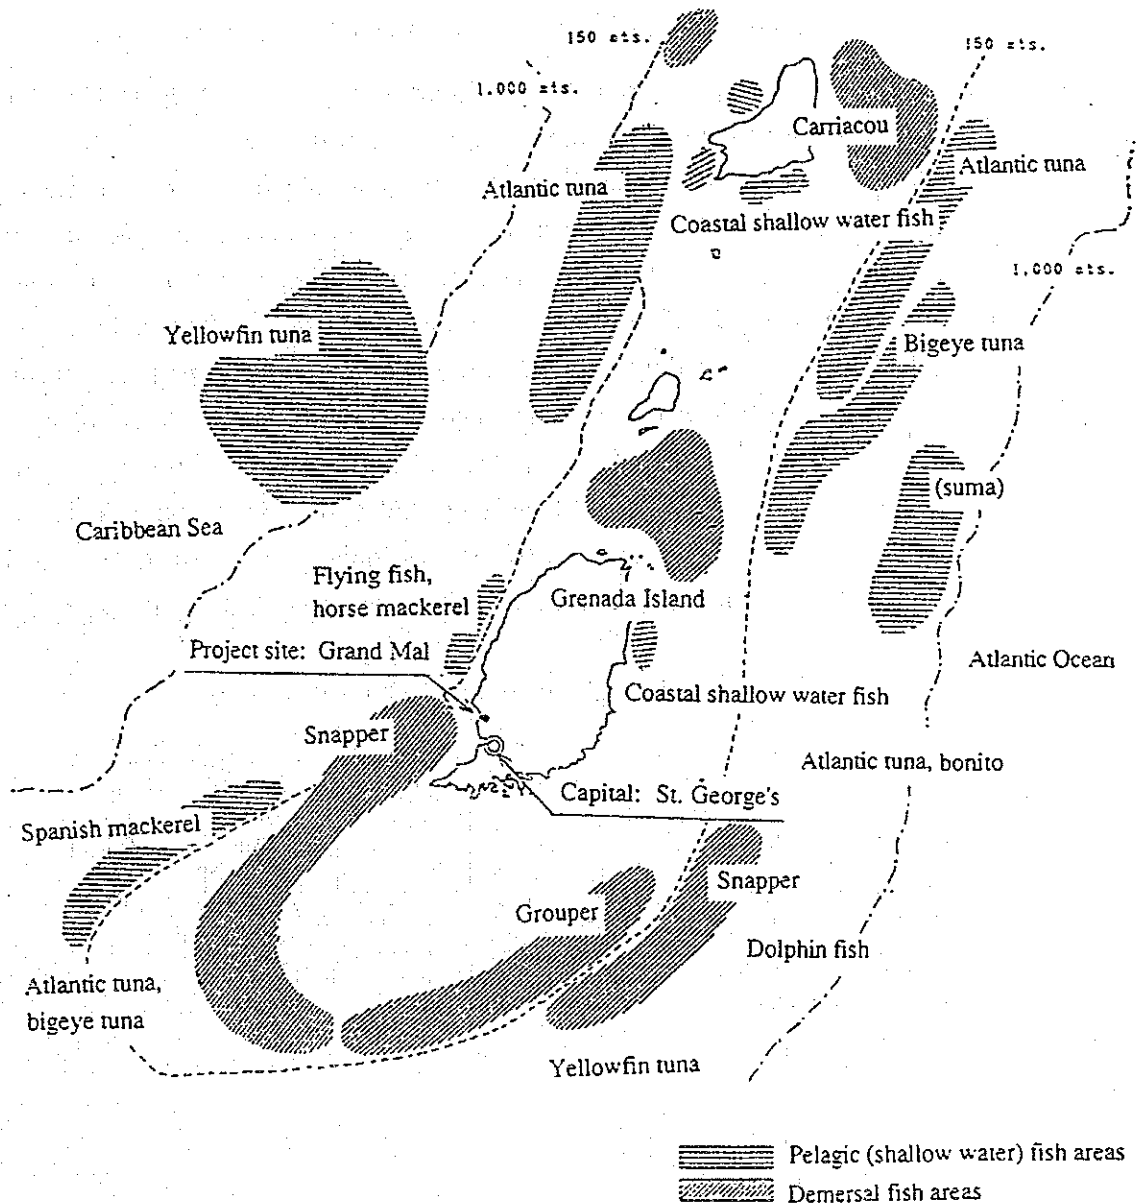 150 mts.
150 mts.
1.000 mts.
Carriacou
Atlantic tuna
Atlantic tuna
Coastal shallow water fish
1.000 mts.
Yellowfin tuna
Bigeye tuna
(suma)
Caribbean Sea
Flying fish,
horse mackerel
Grenada Island
Project site: Grand Mal
Atlantic Ocean
Coastal shallow water fish
Snapper
Atlantic tuna, bonito
Capital: St. George's
Spanish mackerel
Snapper
Grouper
Dolphin fish
Atlantic tuna,
bigeye tuna
Yellowfin tuna
Pelagic (shallow water) fish areas
Demersal fish areas